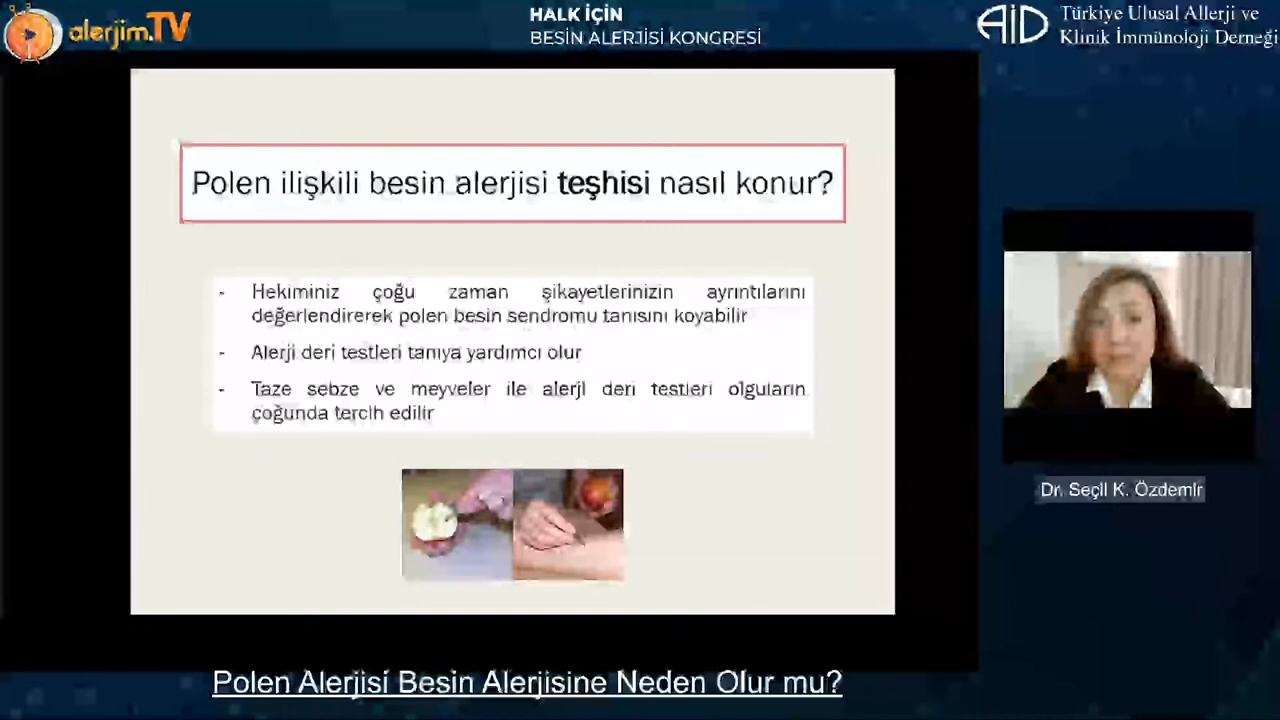 alerjim.TV
HALK İÇİN
BESİN ALERJİSİ KONGRESİ
AİD
Türkiye Ulusal Allerji ve
Klinik İmmünoloji Derneği
Polen ilişkili besin alerjisi teşhisi nasıl konur?
- Hekiminiz çoğu zaman şikayetlerinizin ayrıntılarını
değerlendirerek polen besin sendromu tanısını koyabilir
- Alerji deri testleri tanıya yardımcı olur
- Taze sebze ve meyveler ile alerji deri testleri olguların
çoğunda tercih edilir
Dr. Seçil K. Özdemir
Polen Alerjisi Besin Alerjisine Neden Olur mu?